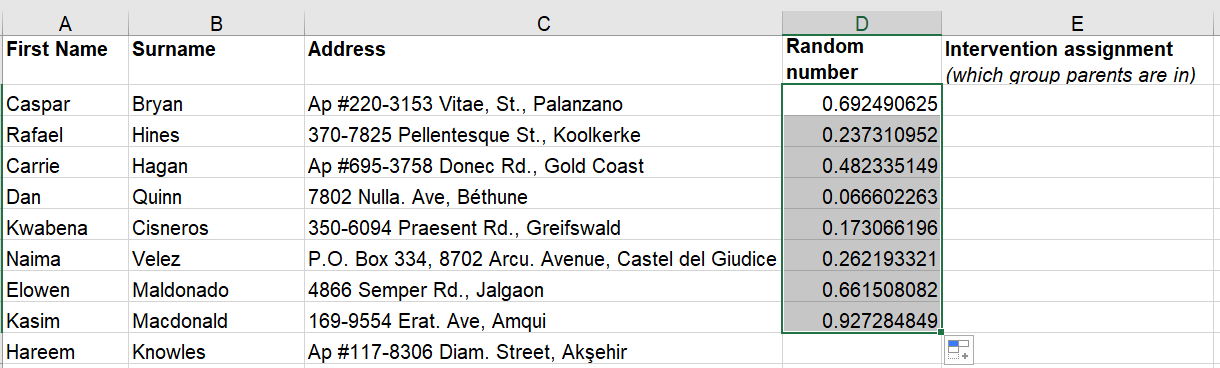 A B C D E
First Name Surname Address Random number Intervention assignment (which group parents are in)
Caspar Bryan Ap #220-3153 Vitae, St., Palanzano 0.692490625
Rafael Hines 370-7825 Pellentesque St., Koolkerke 0.237310952
Carrie Hagan Ap #695-3758 Donec Rd., Gold Coast 0.482335149
Dan Quinn 7802 Nulla. Ave, Béthune 0.066602263
Kwabena Cisneros 350-6094 Praesent Rd., Greifswald 0.173066196
Naima Velez P.O. Box 334, 8702 Arcu. Avenue, Castel del Giudice 0.262193321
Elowen Maldonado 4866 Semper Rd., Jalgaon 0.661508082
Kasim Macdonald 169-9554 Erat. Ave, Amqui 0.927284849
Hareem Knowles Ap #117-8306 Diam. Street, Akşehir